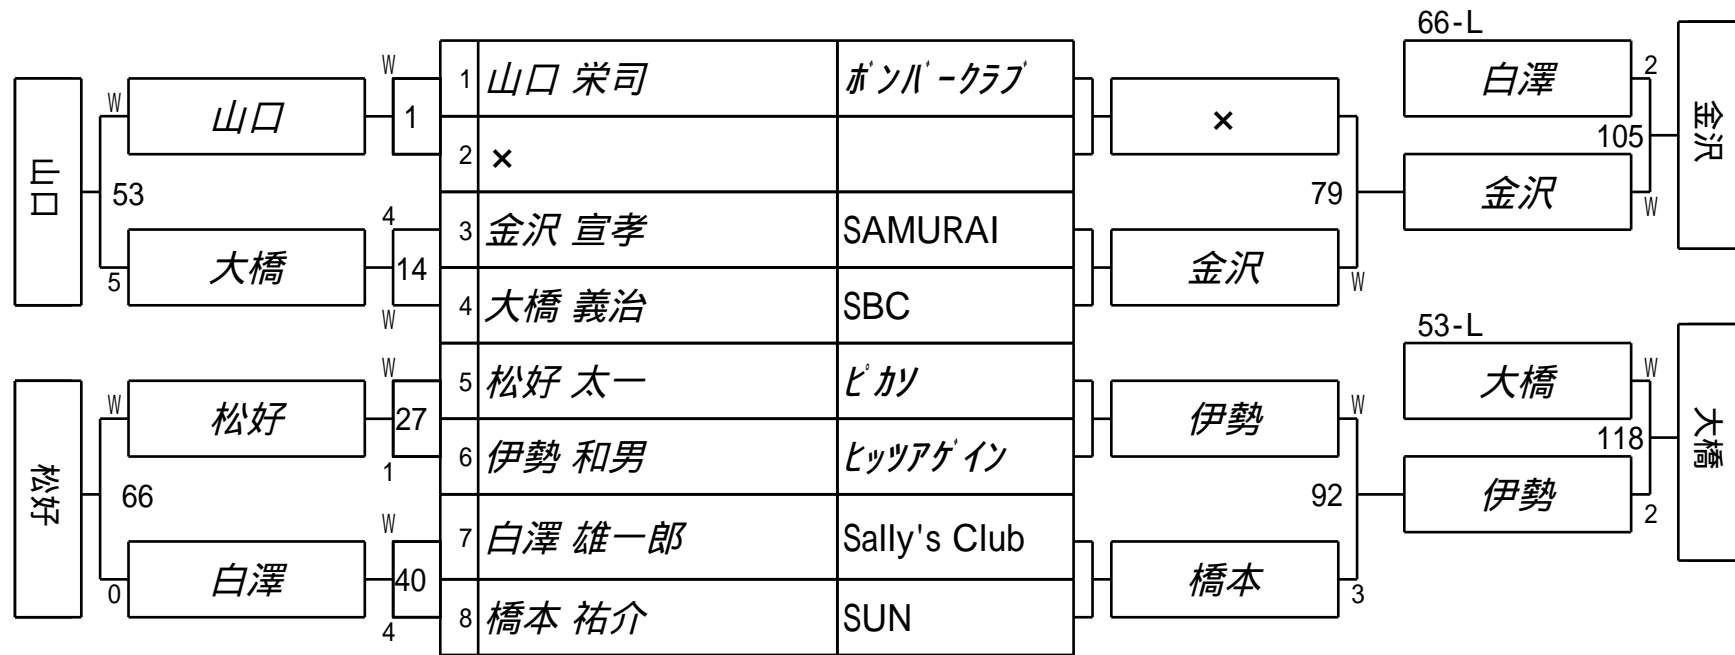 66-L
W
1 山口 栄司 ボンバークラブ
白澤 2
W 山口 1
×
金沢
2 ×
105
山口
53
79
金沢 W
4
3 金沢 宣孝 SAMURAI
5 大橋 14
金沢 W
4 大橋 義治 SBC
W
53-L
W
5 松好 太一 ピカソ
大橋 W
W 松好 27
伊勢 W
大橋
1
6 伊勢 和男 ヒッツアゲイン
118
松好
66
92
伊勢 2
W
7 白澤 雄一郎 Sally's Club
0 白澤 40
橋本 3
4
8 橋本 祐介 SUN